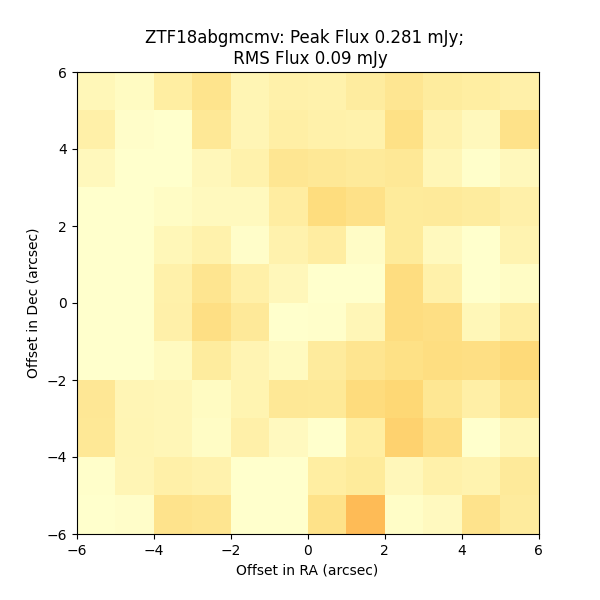 ZTF18abgmcmv: Peak Flux 0.281 mJy;
RMS Flux 0.09 mJy
6
4
2
0
−2
−4
−6
Offset in Dec (arcsec)
−6 −4 −2 0 2 4 6
Offset in RA (arcsec)